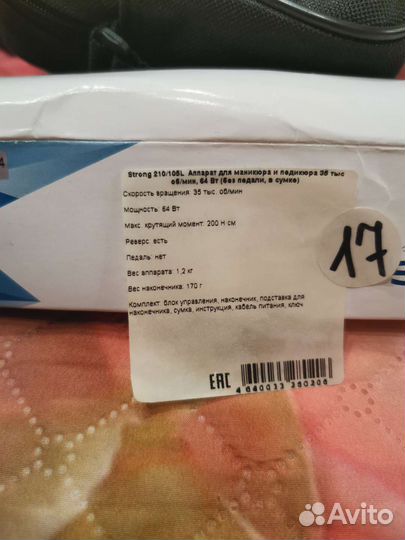 4
Strong 210/105L Аппарат для маникюра и педикюра 35 тыс
об/мин, 64 Вт (без педали, в сумке)
Скорость вращения: 35 тыс. об/мин
Мощность: 64 Вт
Макс. крутящий момент: 200 Н·см
Реверс: есть
Педаль: нет
Вес аппарата: 1,2 кг
Вес наконечника: 170 г
Комплект: блок управления, наконечник, подставка для
наконечника, сумка, инструкция, кабель питания, ключ
17
EAC
Avito